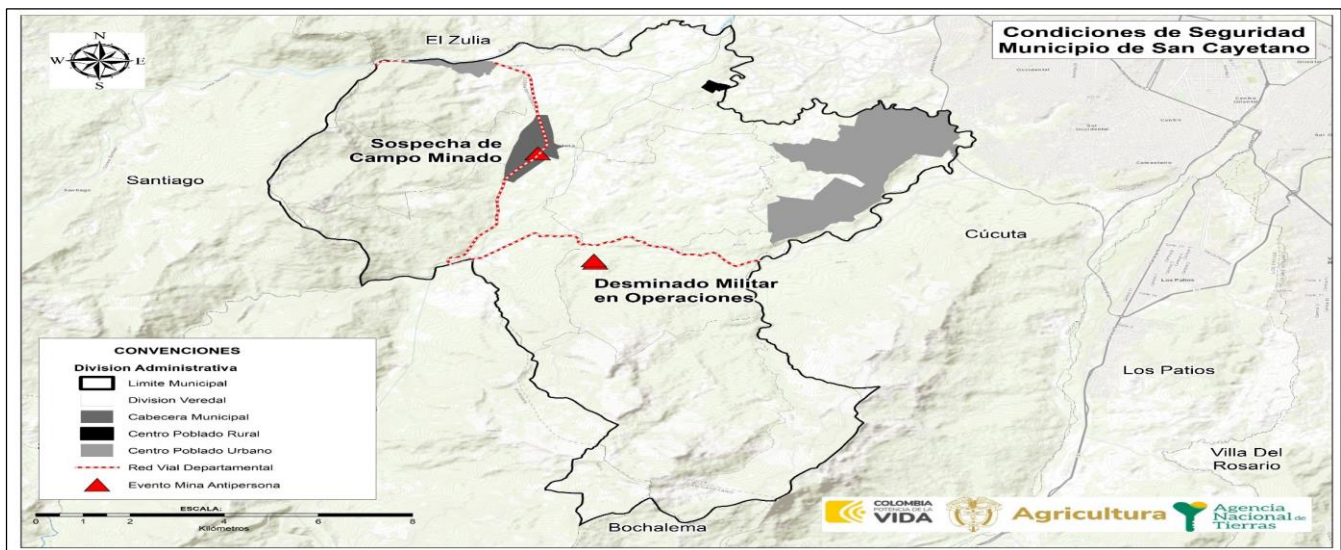 Condiciones de Seguridad
Municipio de San Cayetano
N
W E
S
El Zulia
Sospecha de
Campo Minado
Santiago
Cúcuta
Desminado Militar
en Operaciones
Los Patios
Los Patios
Villa Del
Rosario
Bochalema
CONVENCIONES
Division Administrativa
Limite Municipal
Division Veredal
Cabecera Municipal
Centro Poblado Rural
Centro Poblado Urbano
Red Vial Departamental
Evento Mina Antipersona
ESCALA:
0 1 2 4 6 8
Kilómetros
COLOMBIA
POTENCIA DE LA
VIDA
Agricultura
Agencia
Nacional de
Tierras